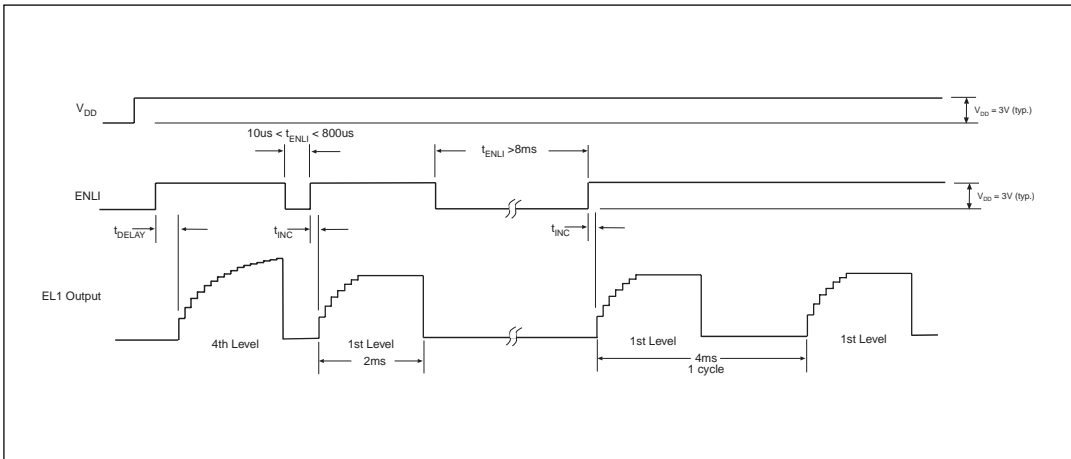 V_DD
V_DD = 3V (typ.)
10us < t_ENLI < 800us
t_ENLI >8ms
ENLI
V_DD = 3V (typ.)
t_DELAY
t_INC
t_INC
EL1 Output
4th Level
1st Level
1st Level
1st Level
2ms
4ms
1 cycle